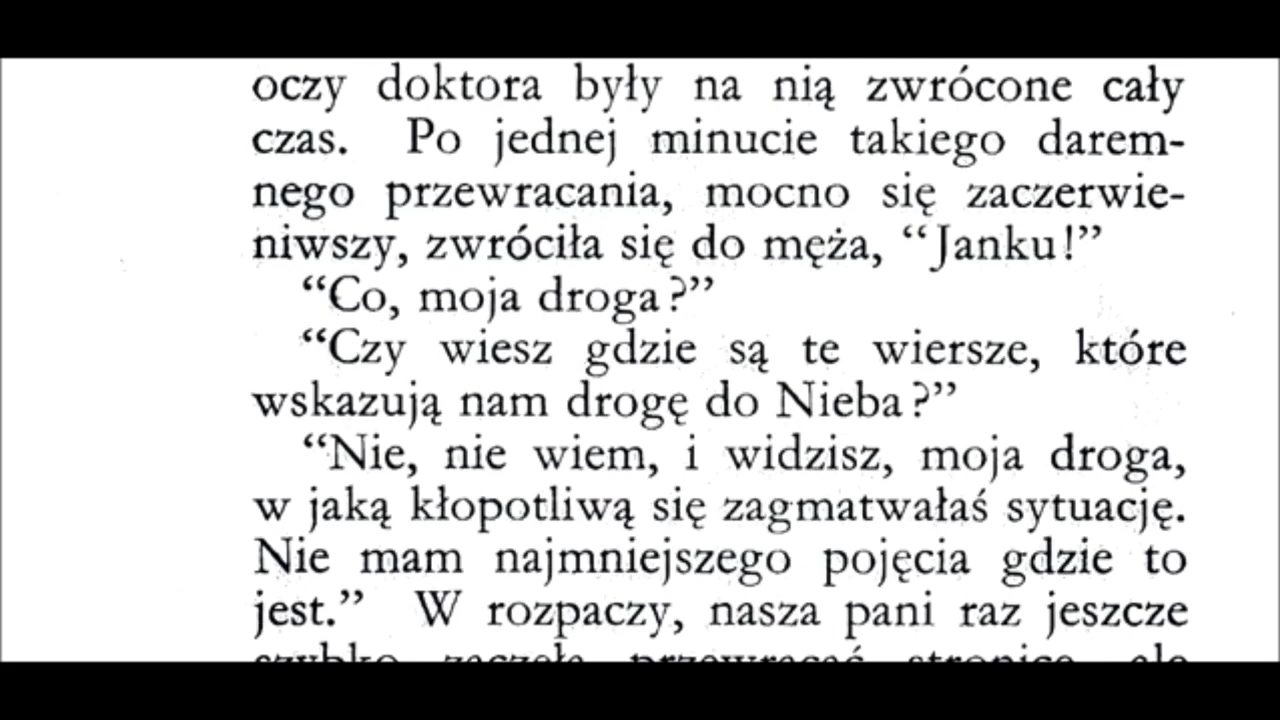 oczy doktora były na nią zwrócone cały
czas. Po jednej minucie takiego darem-
nego przewracania, mocno się zaczerwie-
niwszy, zwróciła się do męża, “Janku!”
“Co, moja droga?”
“Czy wiesz gdzie są te wiersze, które
wskazują nam drogę do Nieba?”
“Nie, nie wiem, i widzisz, moja droga,
w jaką kłopotliwą się zagmatwałaś sytuację.
Nie mam najmniejszego pojęcia gdzie to
jest.” W rozpaczy, nasza pani raz jeszcze